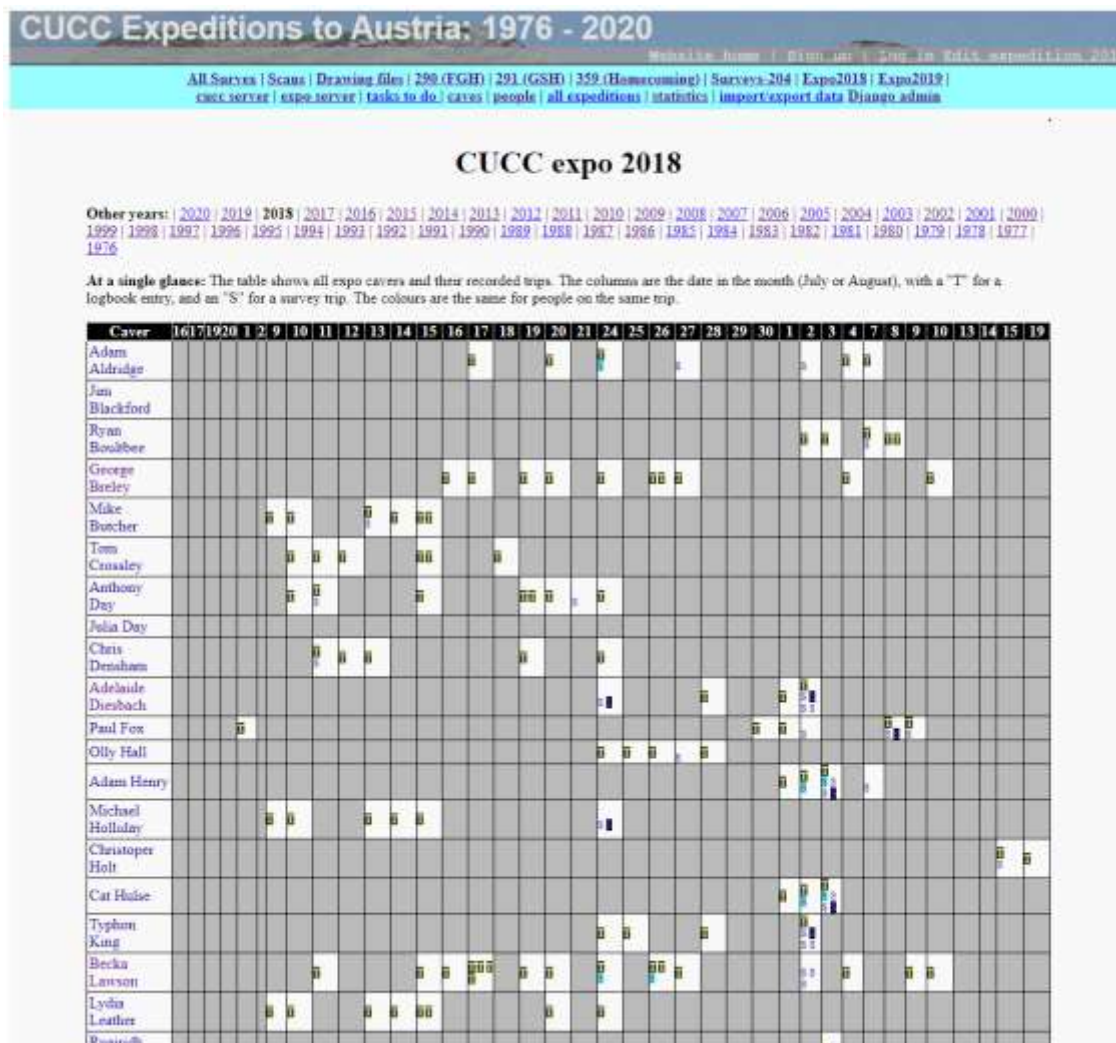 CUCC Expeditions to Austria: 1976 - 2020
Website home | Sign up | Log in Edit expedition
All Surveys | Scans | Drawing files | 290 (FGH) | 291 (GSH) | 359 (Homecoming) | Surveys-204 | Expo2018 | Expo2019 |
cucc server | expo server | tasks to do | caves | people | all expeditions | statistics | import/export data Django admin
CUCC expo 2018
Other years: | 2020 | 2019 | 2018 | 2017 | 2016 | 2015 | 2014 | 2013 | 2012 | 2011 | 2010 | 2009 | 2008 | 2007 | 2006 | 2005 | 2004 | 2003 | 2002 | 2001 | 2000 |
1999 | 1998 | 1997 | 1996 | 1995 | 1994 | 1993 | 1992 | 1991 | 1990 | 1989 | 1988 | 1987 | 1986 | 1985 | 1984 | 1983 | 1982 | 1981 | 1980 | 1979 | 1978 | 1977 |
1976
At a single glance: The table shows all expo cavers and their recorded trips. The columns are the date in the month (July or August), with a "T" for a
logbook entry, and an "S" for a survey trip. The colours are the same for people on the same trip.
Caver 16 17 19 20 1 2 9 10 11 12 13 14 15 16 17 18 19 20 21 24 25 26 27 28 29 30 1 2 3 4 7 8 9 10 13 14 15 19
Adam
Aldridge
Jim
Blackford
Ryan
Boultbee
George
Breley
Mike
Butcher
Tom
Crossley
Anthony
Day
Julia Day
Chris
Densham
Adelaide
Diesbach
Paul Fox
Olly Hall
Adam Henry
Michael
Holliday
Christoper
Holt
Cat Hulse
Typhon
King
Becka
Lawson
Lydia
Leather